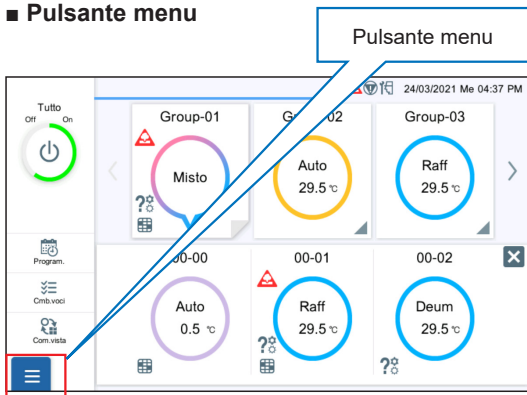 ■ Pulsante menu
Pulsante menu
24/03/2021 Me 04:37 PM
Tutto
Off On
Group-01
Group-02
Group-03
Misto
Auto
29.5 °C
Raff
29.5 °C
Program.
Cmb.voci
Com.vista
00-00
00-01
00-02
Auto
0.5 °C
Raff
29.5 °C
Deum
29.5 °C